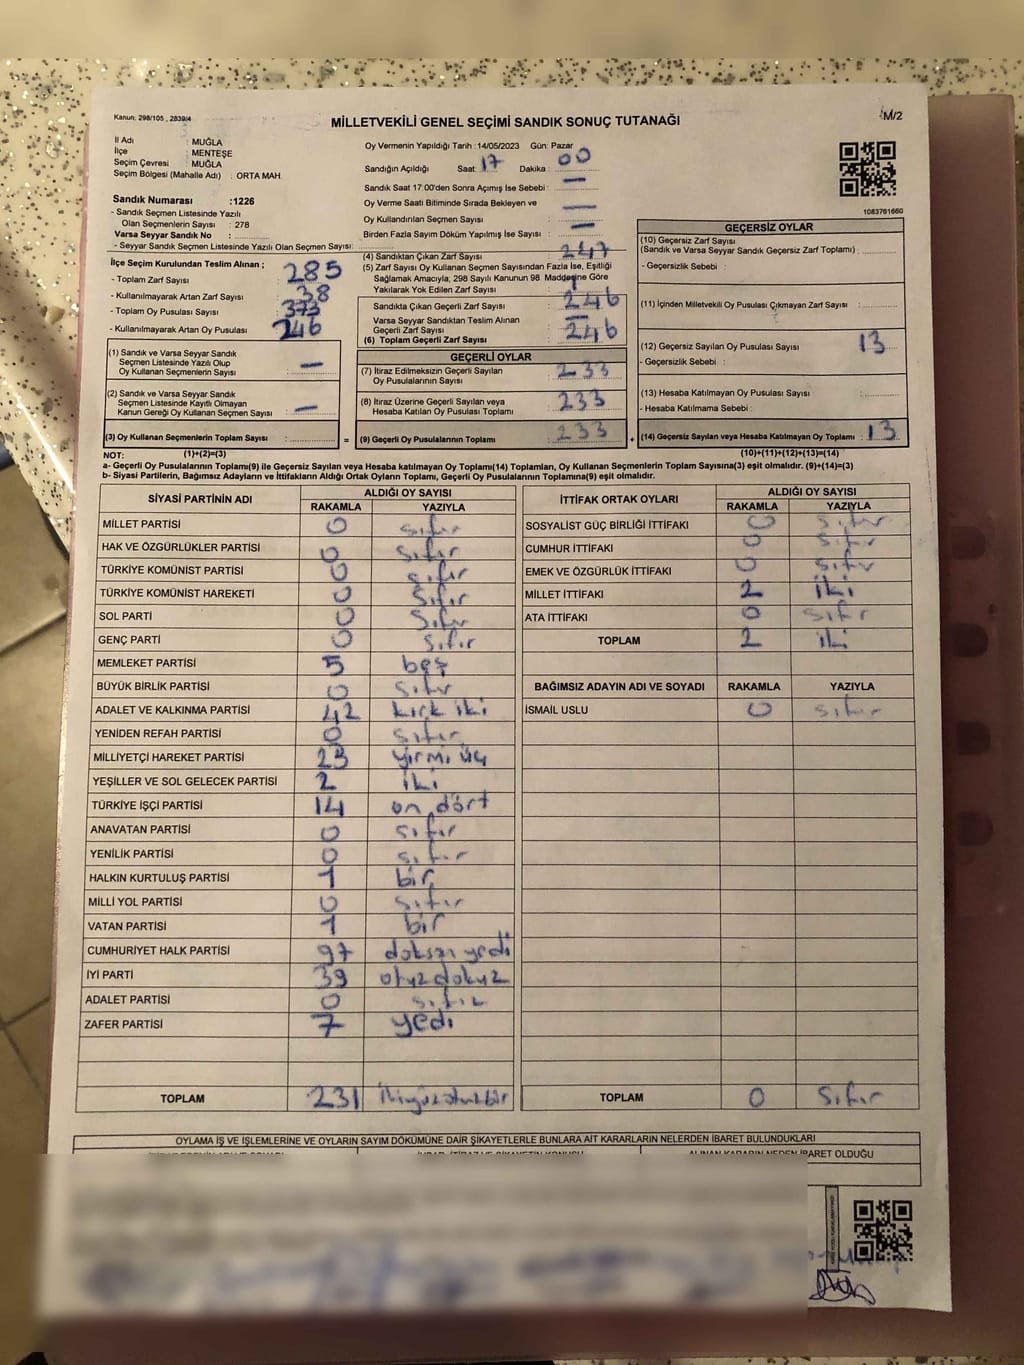 Kanun: 298/105 , 2839/4
MİLLETVEKİLİ GENEL SEÇİMİ SANDIK SONUÇ TUTANAĞI
M/2
İl Adı : MUĞLA
İlçe : MENTEŞE
Seçim Çevresi : MUĞLA
Seçim Bölgesi (Mahalle Adı) : ORTA MAH.
Sandık Numarası :1226
- Sandık Seçmen Listesinde Yazılı
Olan Seçmenlerin Sayısı : 278
Varsa Seyyar Sandık No :
- Seyyar Sandık Seçmen Listesinde Yazılı Olan Seçmen Sayısı:
Oy Vermenin Yapıldığı Tarih :14/05/2023 Gün: Pazar
Sandığın Açıldığı Saat: 17 Dakika : 00
Sandık Saat 17:00'den Sonra Açımış İse Sebebi : —
Oy Verme Saati Bitiminde Sırada Bekleyen ve
Oy Kullandırılan Seçmen Sayısı : —
Birden Fazla Sayım Döküm Yapılmış İse Sayısı : —
1083761660
İlçe Seçim Kurulundan Teslim Alınan ;
- Toplam Zarf Sayısı : 285
- Kullanılmayarak Artan Zarf Sayısı : 38
- Toplam Oy Pusulası Sayısı : 373
- Kullanılmayarak Artan Oy Pusulası : 246
(4) Sandıktan Çıkan Zarf Sayısı : 247
(5) Zarf Sayısı Oy Kullanan Seçmen Sayısından Fazla İse, Eşitliği
Sağlamak Amacıyla, 298 Sayılı Kanunun 98. Maddesine Göre
Yakılarak Yok Edilen Zarf Sayısı : 1
Sandıkta Çıkan Geçerli Zarf Sayısı : 246
Varsa Seyyar Sandıktan Teslim Alınan
Geçerli Zarf Sayısı : —
(6) Toplam Geçerli Zarf Sayısı : 246
GEÇERSİZ OYLAR
(10) Geçersiz Zarf Sayısı
(Sandık ve Varsa Seyyar Sandık Geçersiz Zarf Toplamı) :
- Geçersizlik Sebebi :
(11) İçinden Milletvekili Oy Pusulası Çıkmayan Zarf Sayısı:
(12) Geçersiz Sayılan Oy Pusulası Sayısı : 13
- Geçersizlik Sebebi :
(13) Hesaba Katılmayan Oy Pusulası Sayısı :
- Hesaba Katılmama Sebebi :
(14) Geçersiz Sayılan veya Hesaba Katılmayan Oy Toplamı : 13
(10)+(11)+(12)+(13)=(14)
(1) Sandık ve Varsa Seyyar Sandık
Seçmen Listesinde Yazılı Olup
Oy Kullanan Seçmenlerin Sayısı : —
(2) Sandık ve Varsa Seyyar Sandık
Seçmen Listesinde Kayıtlı Olmayan
Kanun Gereği Oy Kullanan Seçmen Sayısı : —
(3) Oy Kullanan Seçmenlerin Toplam Sayısı : =
GEÇERLİ OYLAR
(7) İtiraz Edilmeksizin Geçerli Sayılan
Oy Pusulalarının Sayısı : 233
(8) İtiraz Üzerine Geçerli Sayılan veya
Hesaba Katılan Oy Pusulası Toplamı : 233
(9) Geçerli Oy Pusulalarının Toplamı : 233 +
NOT: (1)+(2)=(3)
a- Geçerli Oy Pusulalarının Toplamı(9) ile Geçersiz Sayılan veya Hesaba katılmayan Oy Toplamı(14) Toplamları, Oy Kullanan Seçmenlerin Toplam Sayısına(3) eşit olmalıdır. (9)+(14)=(3)
b- Siyasi Partilerin, Bağımsız Adayların ve İttifakların Aldığı Ortak Oyların Toplamı, Geçerli Oy Pusulalarının Toplamına(9) eşit olmalıdır.
SİYASİ PARTİNİN ADI ALDIĞI OY SAYISI
RAKAMLA YAZIYLA
MİLLET PARTİSİ 0 sıfır
HAK VE ÖZGÜRLÜKLER PARTİSİ 0 sıfır
TÜRKİYE KOMÜNİST PARTİSİ 0 sıfır
TÜRKİYE KOMÜNİST HAREKETİ 0 sıfır
SOL PARTİ 0 sıfır
GENÇ PARTİ 0 sıfır
MEMLEKET PARTİSİ 5 beş
BÜYÜK BİRLİK PARTİSİ 0 sıfır
ADALET VE KALKINMA PARTİSİ 42 kırk iki
YENİDEN REFAH PARTİSİ 0 sıfır
MİLLİYETÇİ HAREKET PARTİSİ 23 yirmi üç
YEŞİLLER VE SOL GELECEK PARTİSİ 2 iki
TÜRKİYE İŞÇİ PARTİSİ 14 on dört
ANAVATAN PARTİSİ 0 sıfır
YENİLİK PARTİSİ 0 sıfır
HALKIN KURTULUŞ PARTİSİ 1 bir
MİLLİ YOL PARTİSİ 0 sıfır
VATAN PARTİSİ 1 bir
CUMHURİYET HALK PARTİSİ 97 doksan yedi
İYİ PARTİ 39 otuz dokuz
ADALET PARTİSİ 0 sıfır
ZAFER PARTİSİ 7 yedi
TOPLAM 231 ikiyüzotuzbir
İTTİFAK ORTAK OYLARI ALDIĞI OY SAYISI
RAKAMLA YAZIYLA
SOSYALİST GÜÇ BİRLİĞİ İTTİFAKI 0 sıfır
CUMHUR İTTİFAKI 0 sıfır
EMEK VE ÖZGÜRLÜK İTTİFAKI 0 sıfır
MİLLET İTTİFAKI 2 iki
ATA İTTİFAKI 0 sıfır
TOPLAM 2 iki
BAĞIMSIZ ADAYIN ADI VE SOYADI RAKAMLA YAZIYLA
İSMAİL USLU 0 sıfır
TOPLAM 0 sıfır
OYLAMA İŞ VE İŞLEMLERİNE VE OYLARIN SAYIM DÖKÜMÜNE DAİR ŞİKAYETLERLE BUNLARA AİT KARARLARIN NELERDEN İBARET BULUNDUKLARI
ALINAN KARARIN NEDEN İBARET OLDUĞU